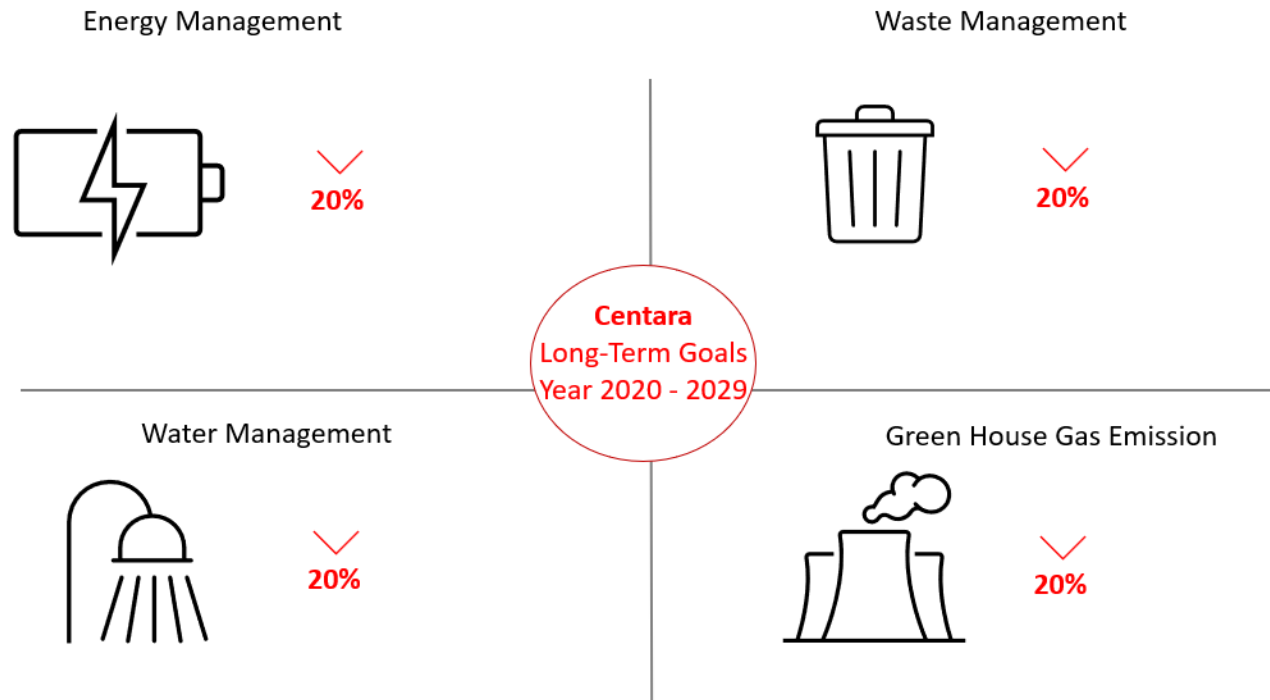 Energy Management
Waste Management
20%
20%
Centara
Long-Term Goals
Year 2020 - 2029
Water Management
Green House Gas Emission
20%
20%